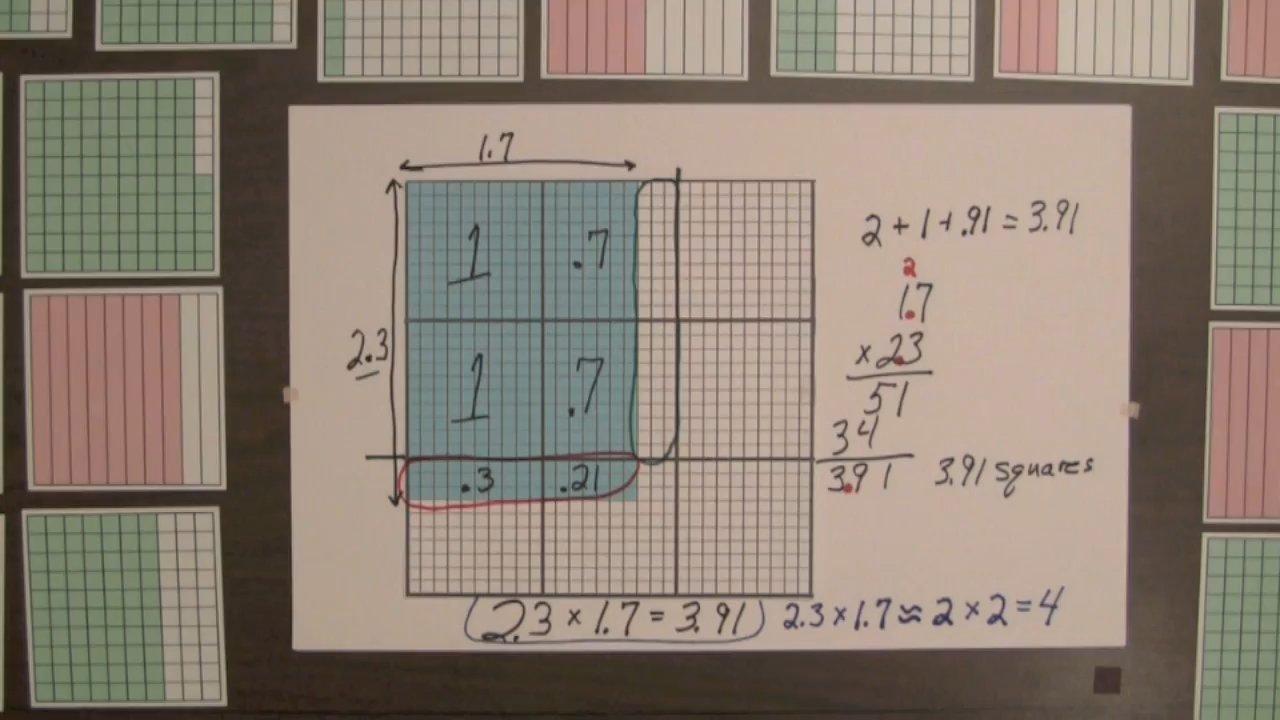 1.7
2.3
1 .7
1 .7
.3 .21
2 + 1 + .91 = 3.91
2
1.7
x 2.3
51
34
3.91 3.91 squares
2.3 × 1.7 = 3.91
2.3 × 1.7 ≈ 2 × 2 = 4